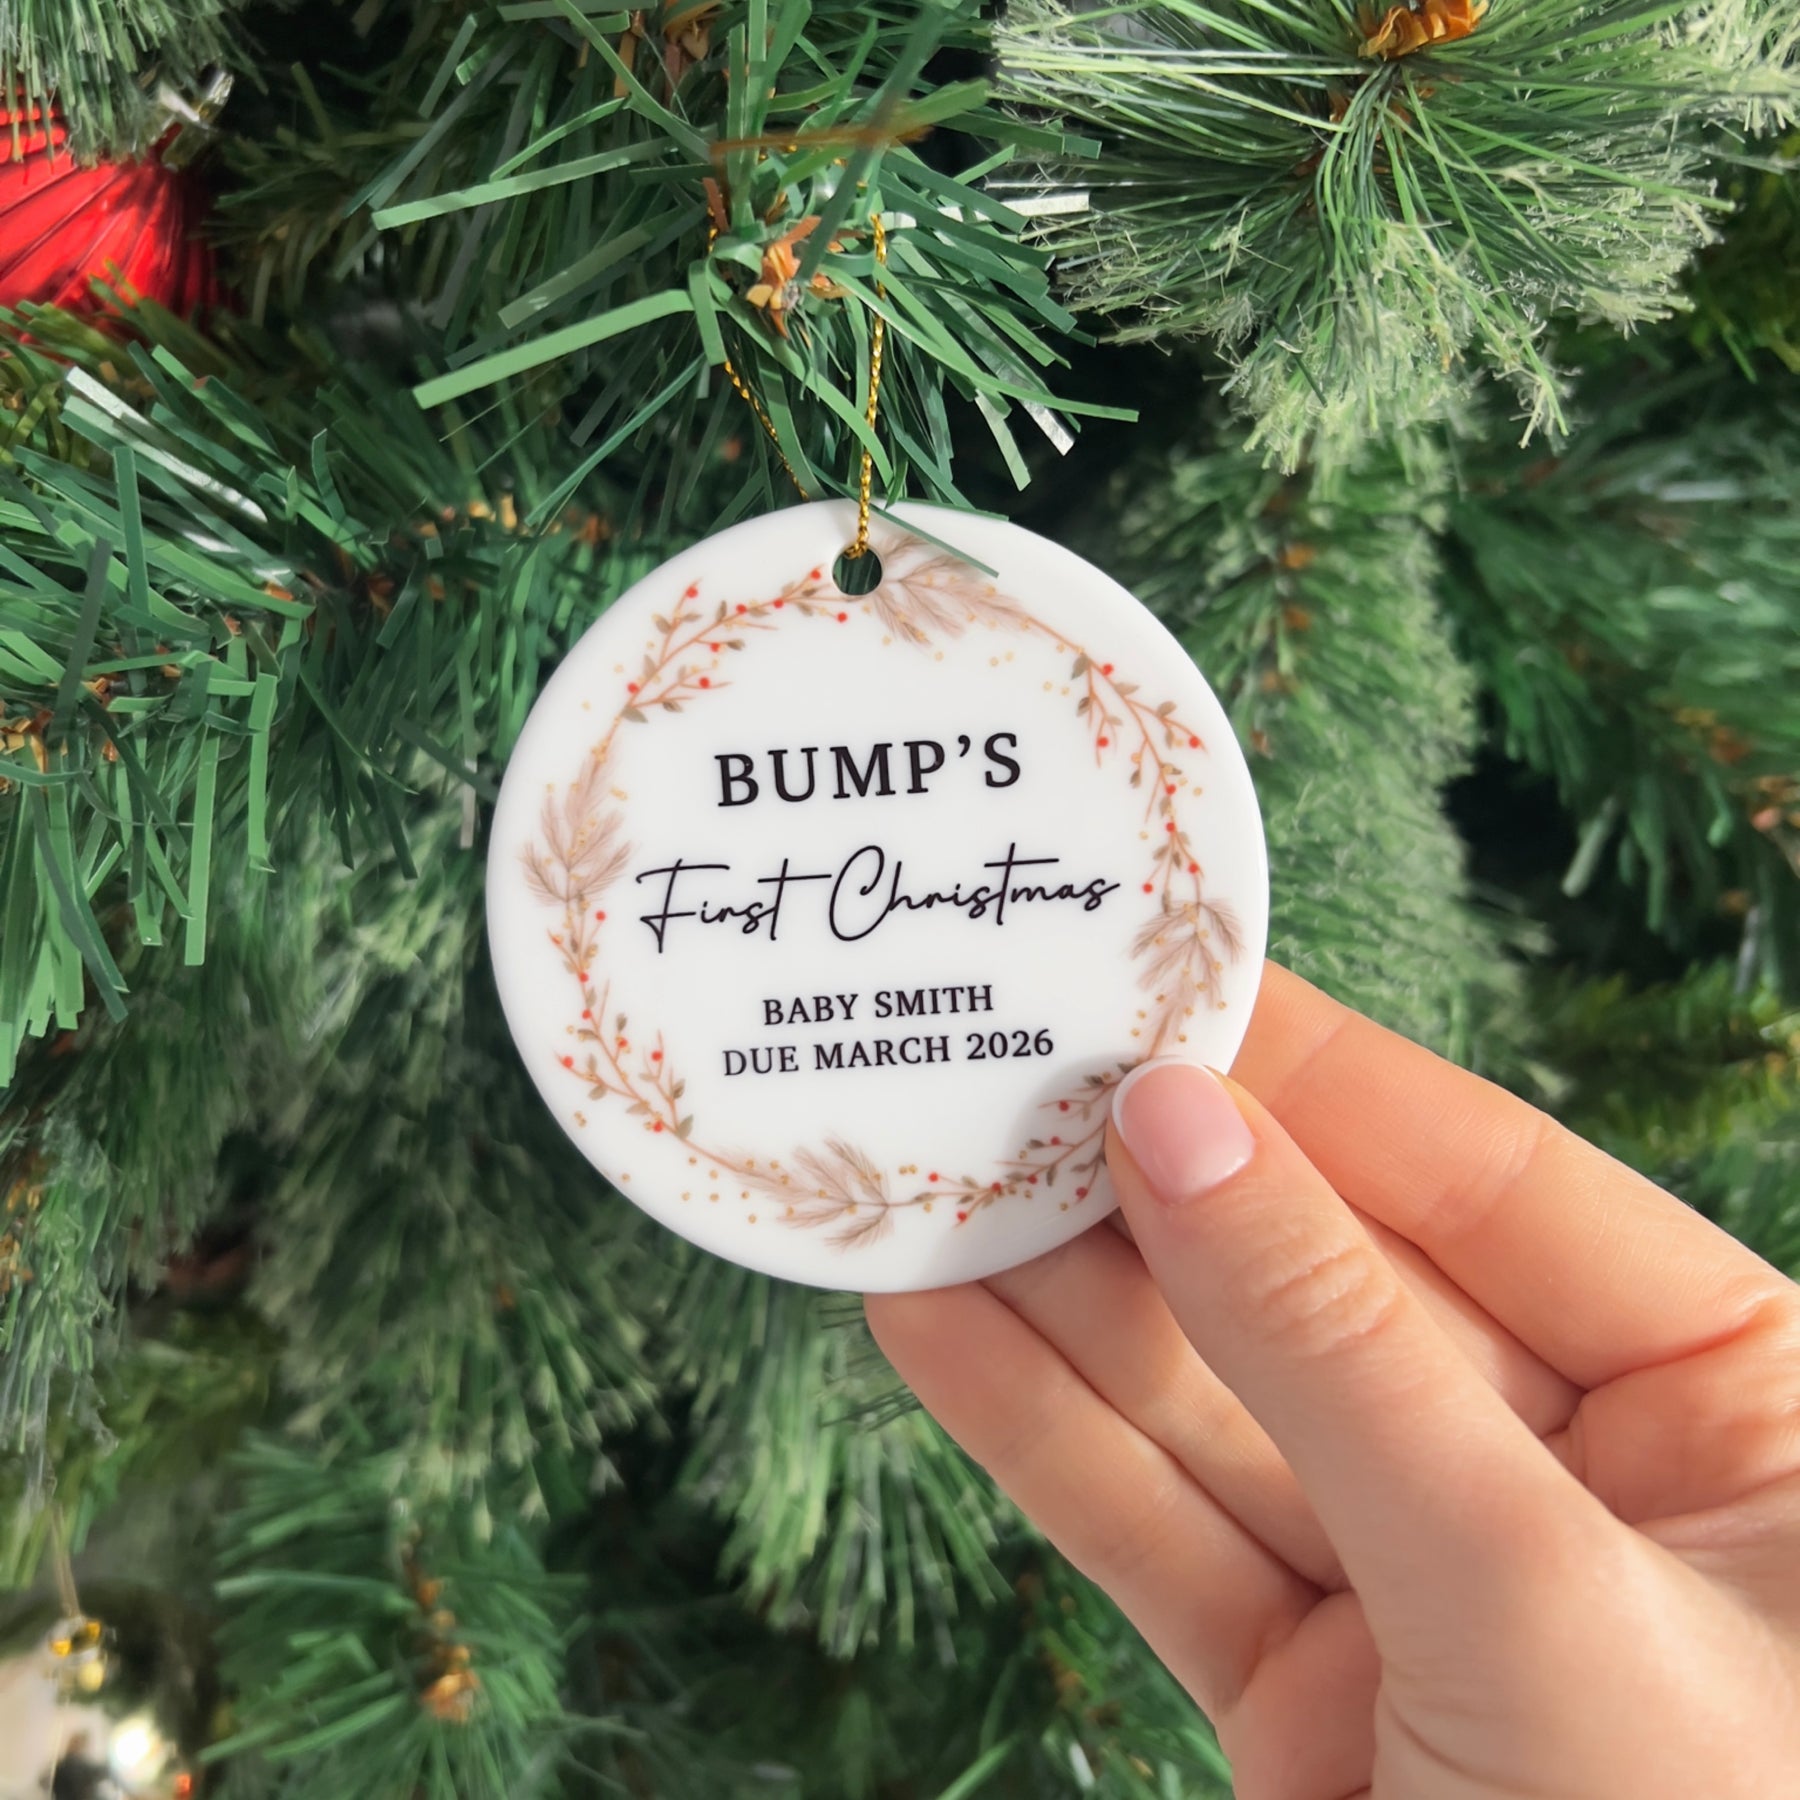 BUMP’S
First Christmas
BABY SMITH
DUE MARCH 2026